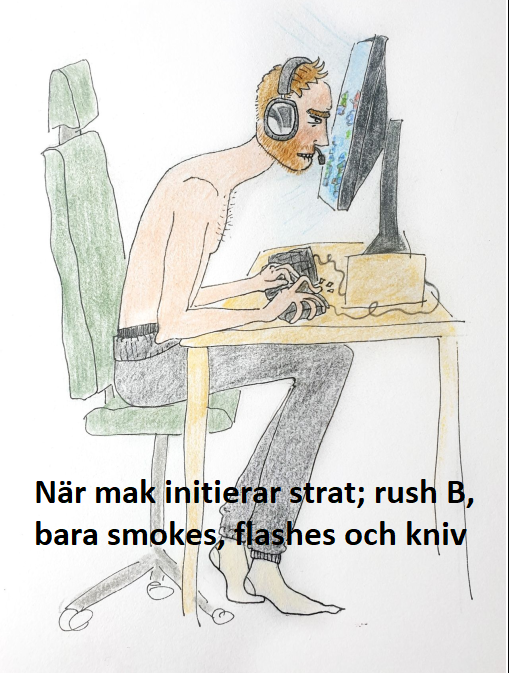 När mak initierar strat; rush B,
bara smokes, flashes och kniv